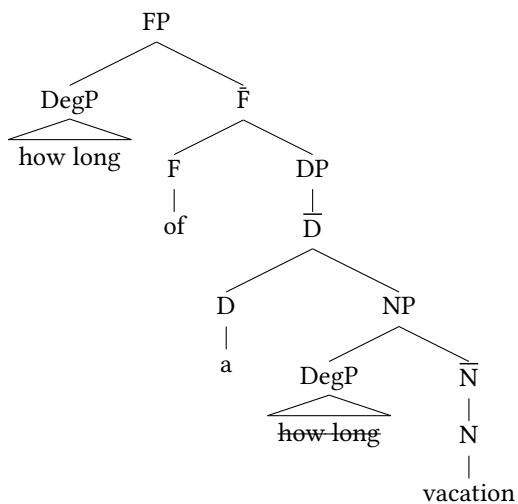 FP
DegP F̄
how long F DP
of D̅
D NP
a DegP N̅
how long N
vacation